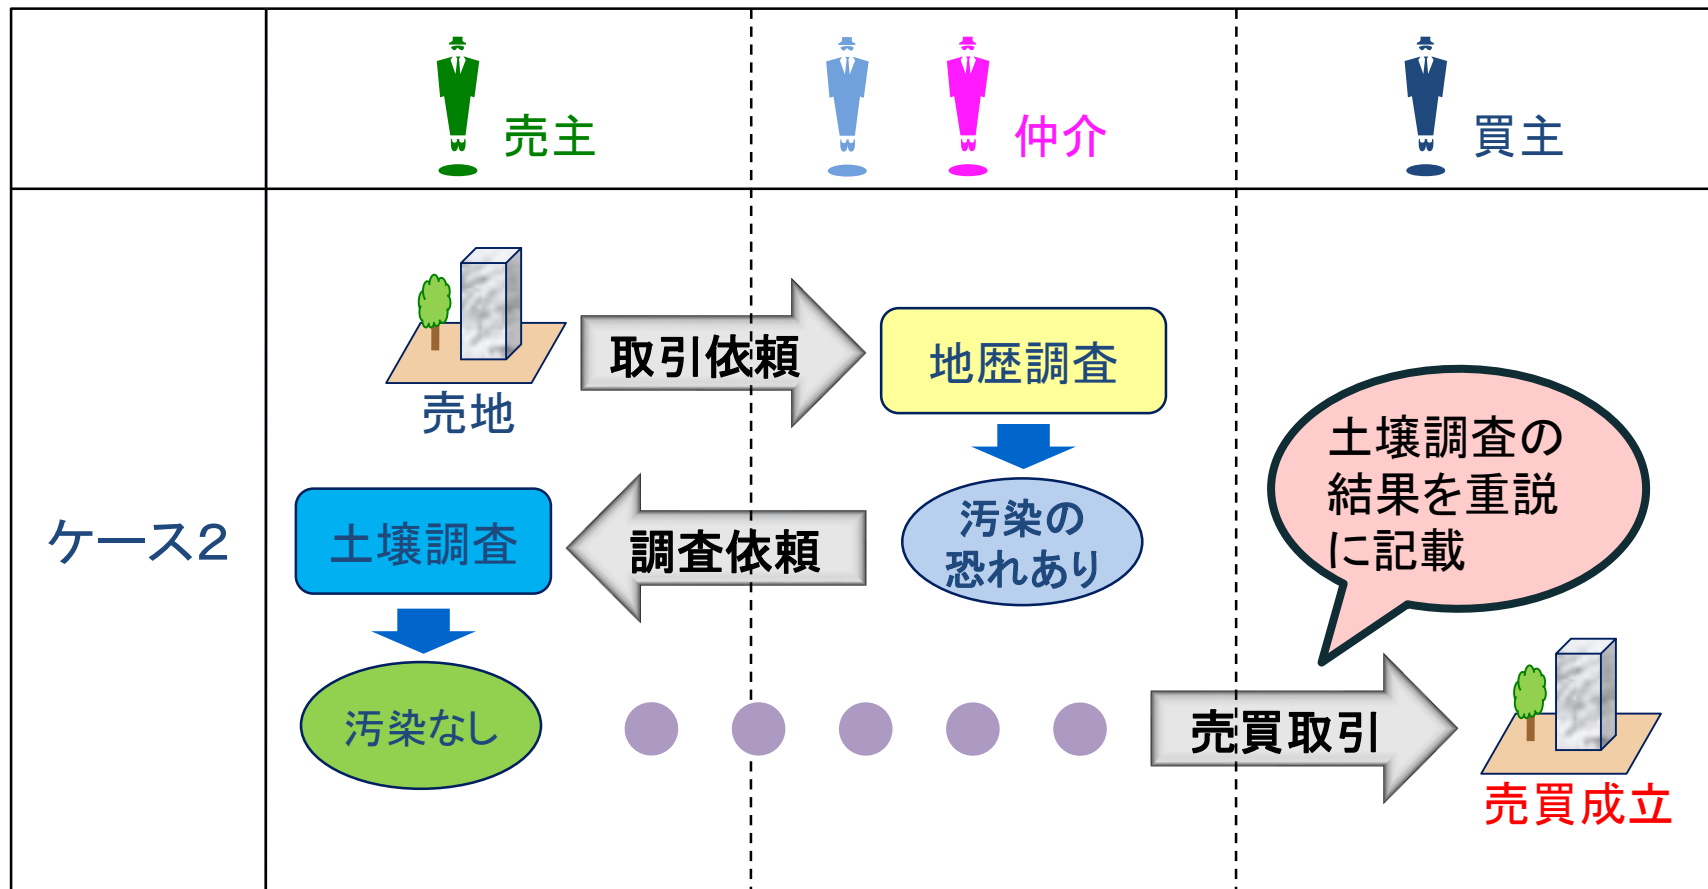 売主
仲介
買主
ケース2
売地
取引依頼
地歴調査
汚染の
恐れあり
調査依頼
土壌調査
汚染なし
土壌調査の
結果を重説
に記載
売買取引
売買成立